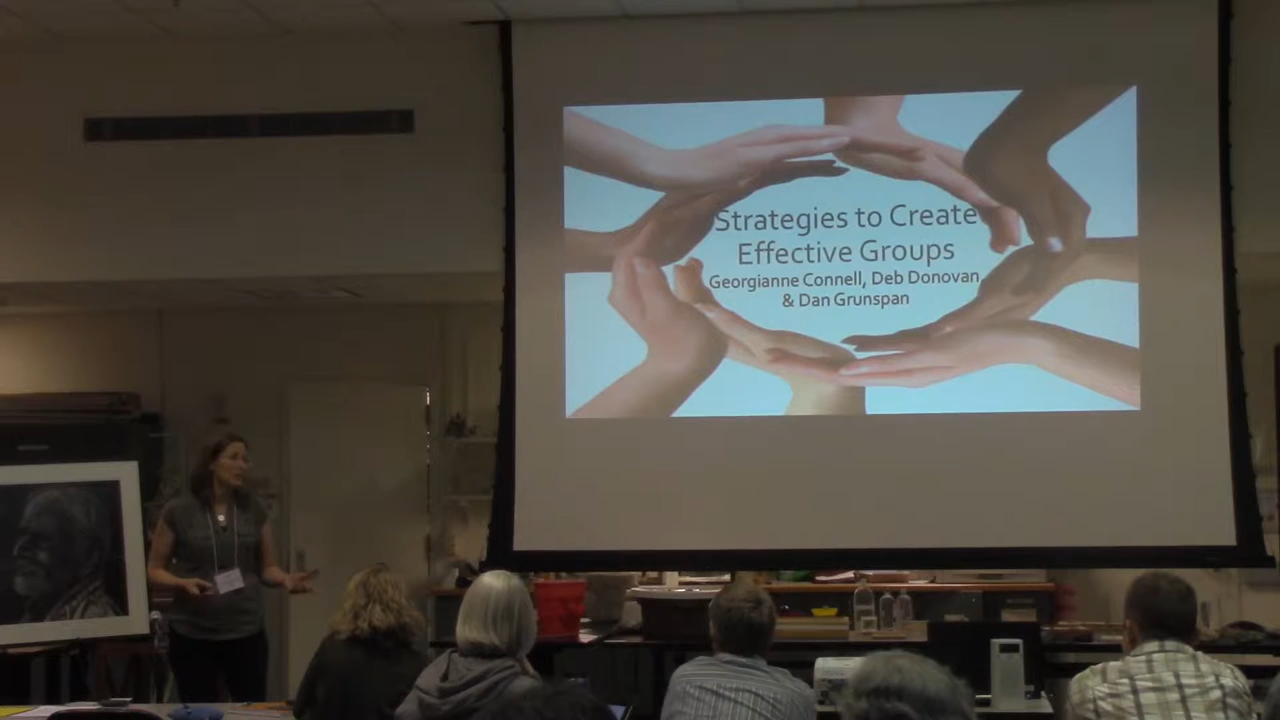 Strategies to Create
Effective Groups
Georgianne Connell, Deb Donovan
& Dan Grunspan